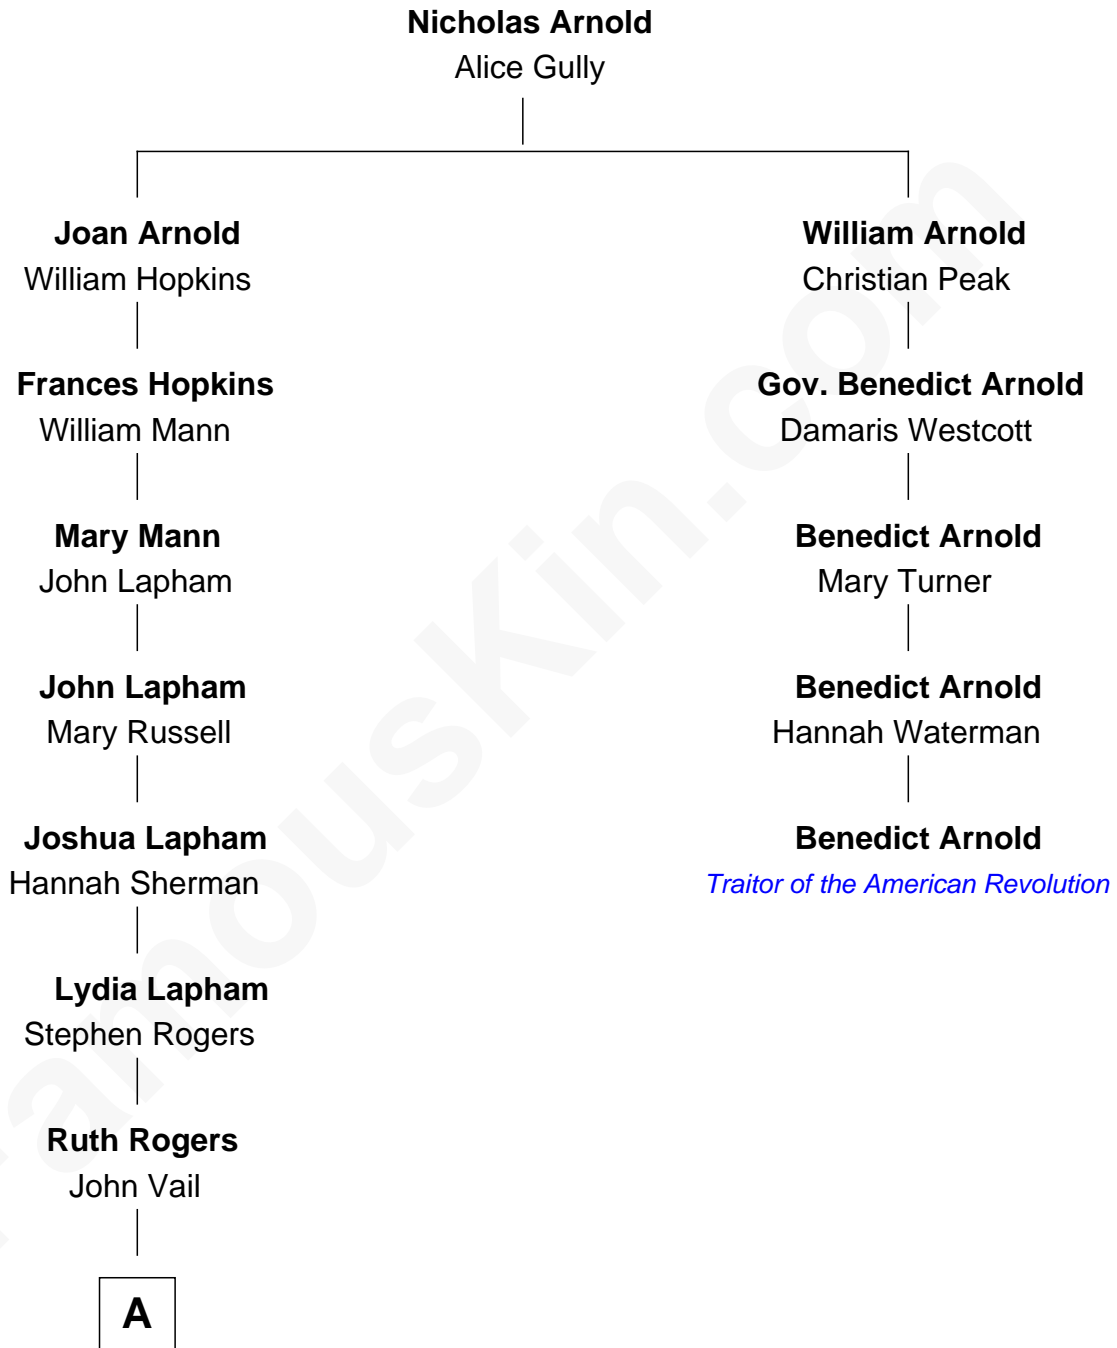 Nicholas Arnold
Alice Gully
Joan Arnold
William Hopkins
Frances Hopkins
William Mann
Mary Mann
John Lapham
John Lapham
Mary Russell
Joshua Lapham
Hannah Sherman
Lydia Lapham
Stephen Rogers
Ruth Rogers
John Vail
A
William Arnold
Christian Peak
Gov. Benedict Arnold
Damaris Westcott
Benedict Arnold
Mary Turner
Benedict Arnold
Hannah Waterman
Benedict Arnold
Traitor of the American Revolution
FamousKin.com